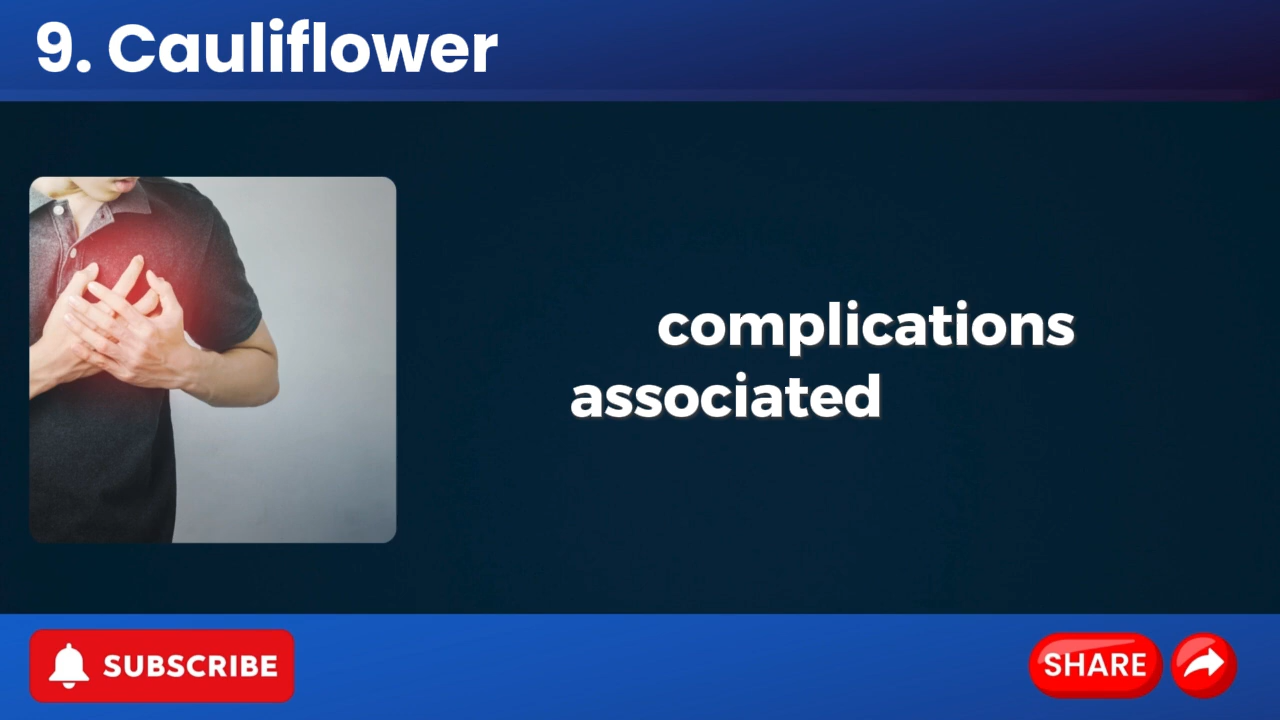 9. Cauliflower
complications
associated
SUBSCRIBE
SHARE